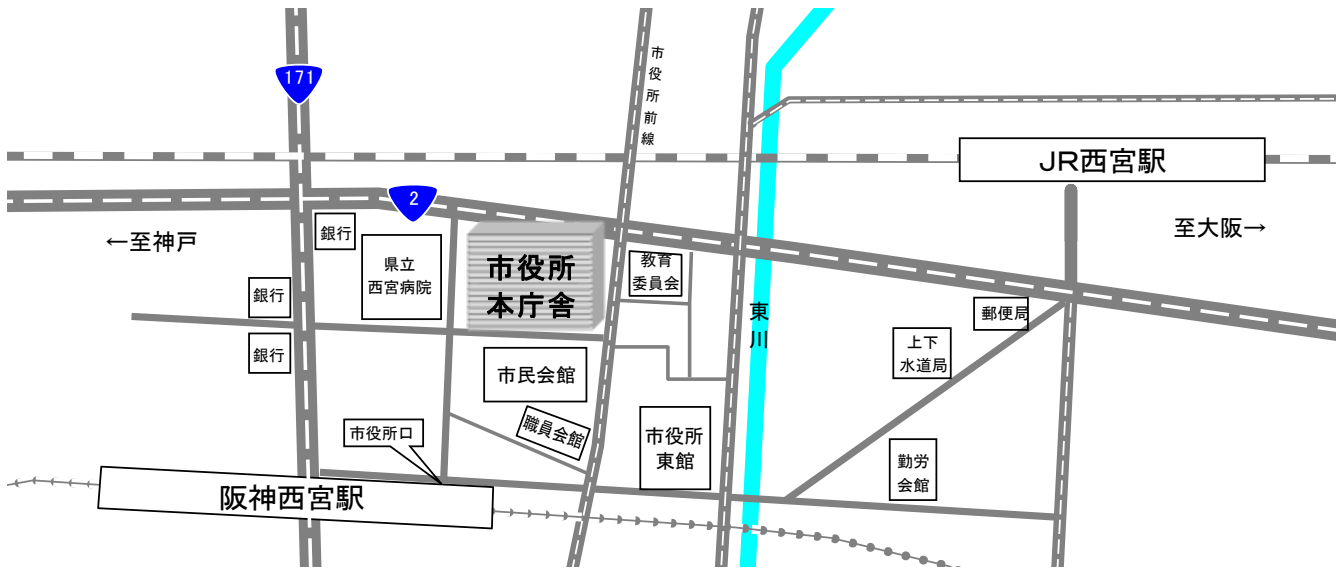 171
市役所前線
JR西宮駅
2
←至神戸
至大阪→
銀行
県立
西宮病院
市役所
本庁舎
教育
委員会
銀行
東川
郵便局
銀行
上下
水道局
市民会館
職員会館
市役所口
市役所
東館
勤労
会館
阪神西宮駅